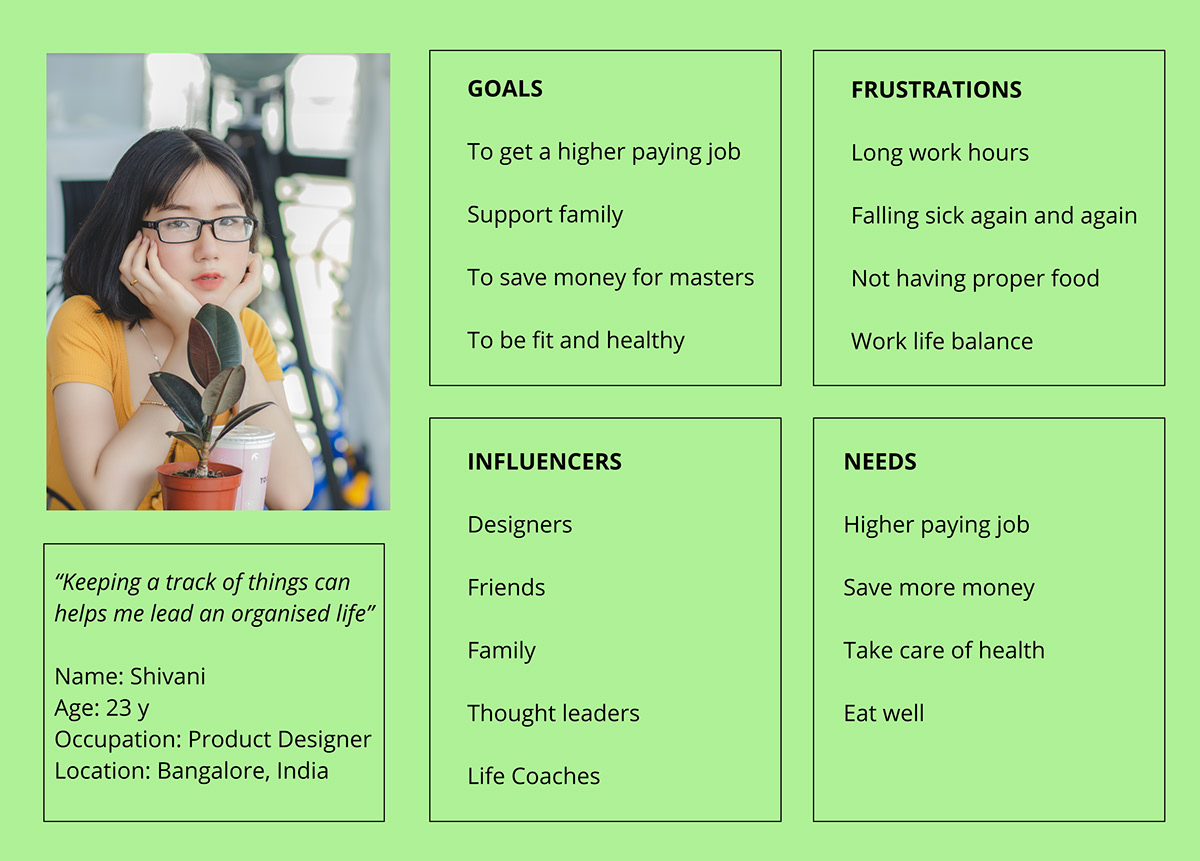 “Keeping a track of things can
helps me lead an organised life”
Name: Shivani
Age: 23 y
Occupation: Product Designer
Location: Bangalore, India
GOALS
To get a higher paying job
Support family
To save money for masters
To be fit and healthy
FRUSTRATIONS
Long work hours
Falling sick again and again
Not having proper food
Work life balance
INFLUENCERS
Designers
Friends
Family
Thought leaders
Life Coaches
NEEDS
Higher paying job
Save more money
Take care of health
Eat well